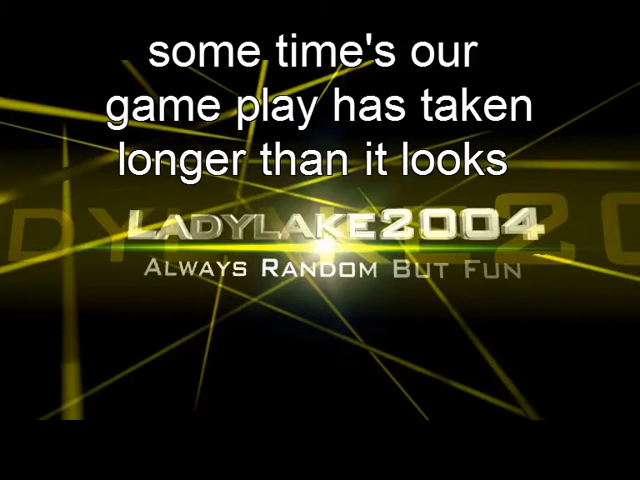 some time's our
game play has taken
longer than it looks
LADYLAKE2004
ALWAYS RANDOM BUT FUN